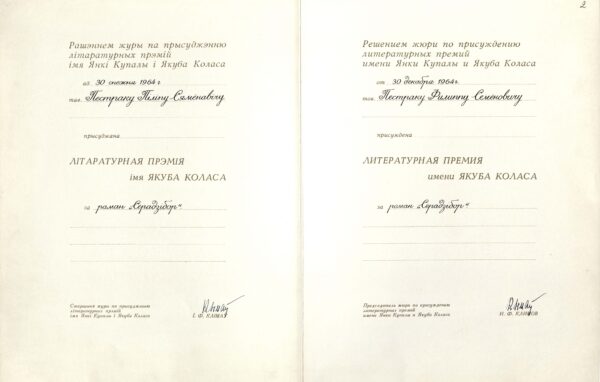 Рашэннем журы па прысуджэнню
літаратурных прэмій
імя Янкі Купалы і Якуба Коласа
ад 30 снежня 1964 г
тав. Пестраку Піліпу Сямёнавічу
прысуджана
ЛІТАРАТУРНАЯ ПРЭМІЯ
імя ЯКУБА КОЛАСА
за раман „Серадзібор“
Старшыня журы па прысуджэнню
літаратурных прэмій
імя Янкі Купалы і Якуба Коласа
І. Ф. КЛІМАЎ
2
Решением жюри по присуждению
литературных премий
имени Янки Купалы и Якуба Коласа
от 30 декабря 1964 г.
тов. Пестраку Филиппу Семеновичу
присуждена
ЛИТЕРАТУРНАЯ ПРЕМИЯ
имени ЯКУБА КОЛАСА
за роман „Серадзібор“
Председатель жюри по присуждению
литературных премий
имени Янки Купалы и Якуба Коласа
И. Ф. КЛИМОВ